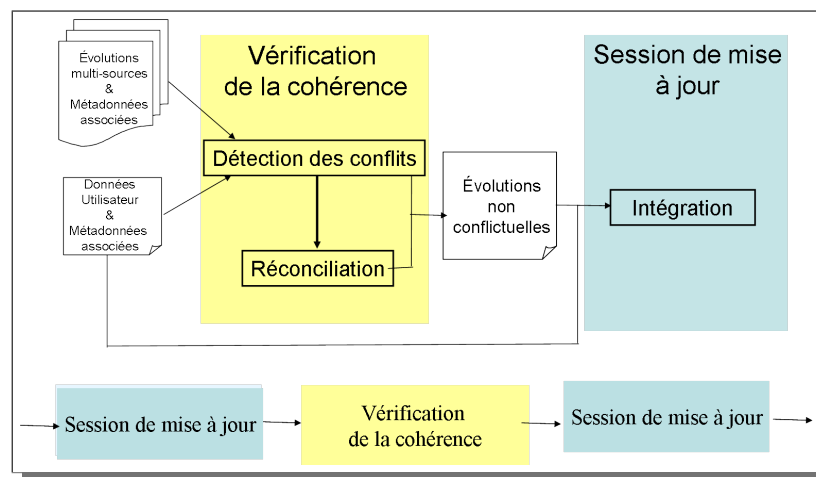 Évolutions
multi-sources
&
Métadonnées
associées
Vérification
de la cohérence
Session de mise
à jour
Détection des conflits
Données
Utilisateur
&
Métadonnées
associées
Évolutions
non
conflictuelles
Intégration
Réconciliation
Session de mise à jour
Vérification
de la cohérence
Session de mise à jour